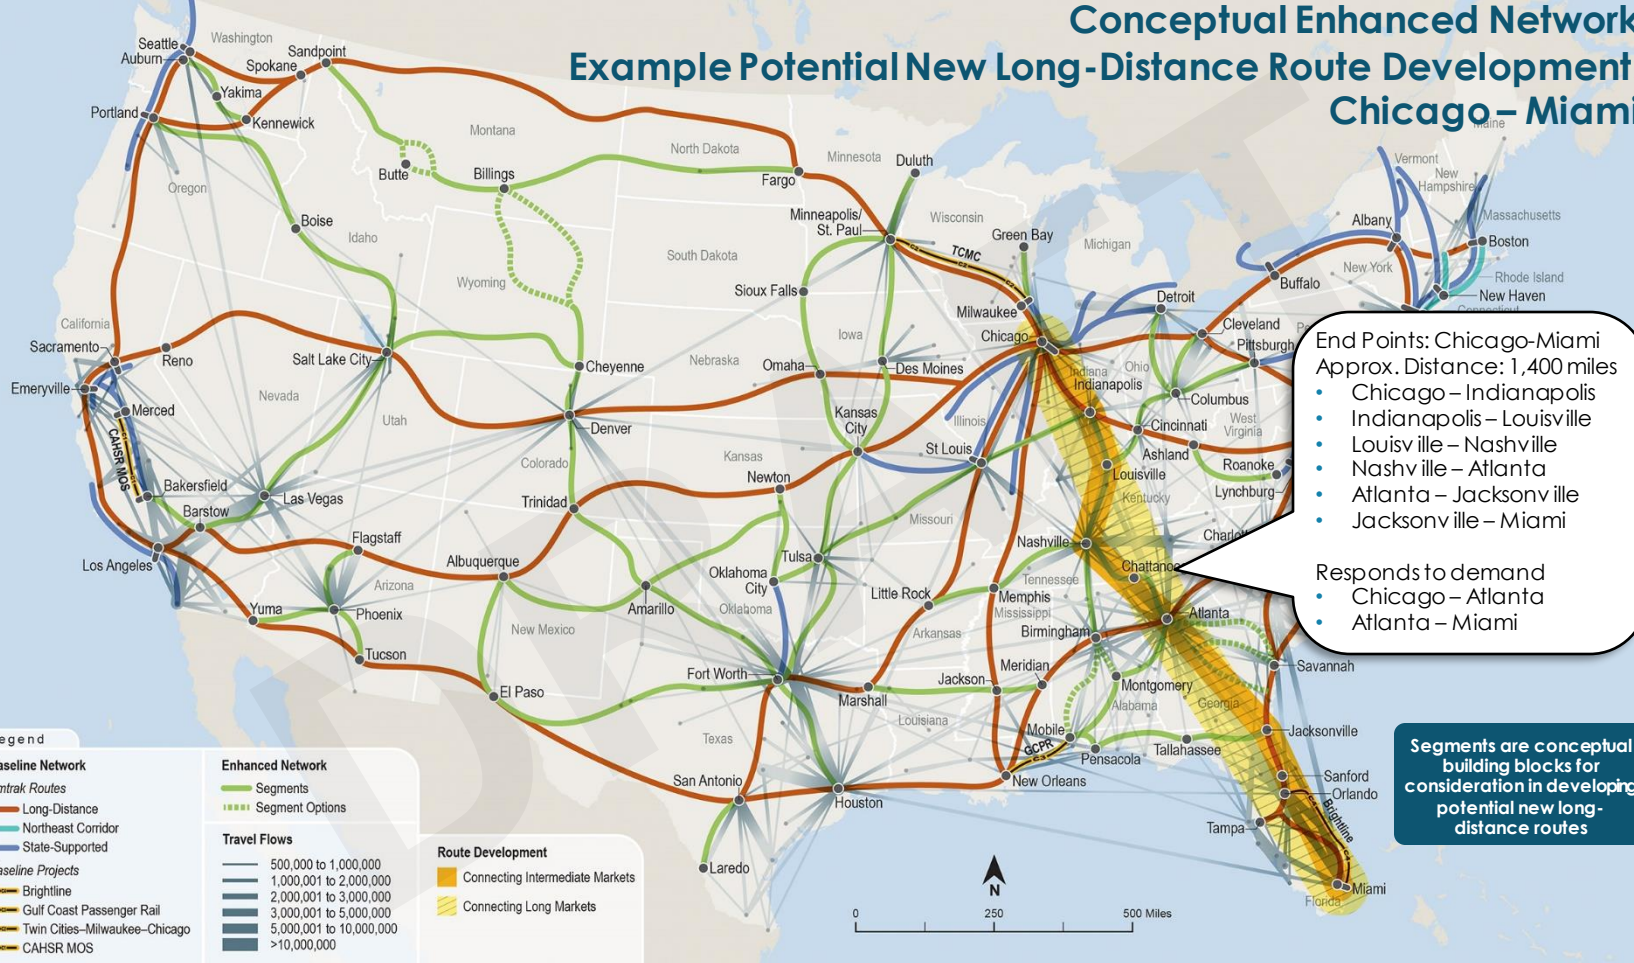 Conceptual Enhanced Network
Example Potential New Long-Distance Route Development
Chicago – Miami
Seattle
Auburn
Washington
Sandpoint
Spokane
Yakima
Portland
Kennewick
Montana
North Dakota
Minnesota
Duluth
Maine
Vermont
New
Hampshire
Butte
Billings
Fargo
Oregon
Minneapolis/
St. Paul
Wisconsin
Green Bay
Michigan
Albany
Massachusetts
Boston
Boise
Idaho
TCMC
South Dakota
New York
Rhode Island
Buffalo
New Haven
Connecticut
Wyoming
Sioux Falls
Milwaukee
Detroit
California
Sacramento
Reno
Salt Lake City
Iowa
Chicago
Cleveland
Pittsburgh
Emeryville
Nevada
Cheyenne
Nebraska
Omaha
Des Moines
Indiana
Ohio
Indianapolis
Merced
Utah
Denver
Kansas
City
Illinois
Columbus
West
Virginia
Cincinnati
CAHSR MOS
Colorado
Kansas
St Louis
Ashland
Roanoke
Lynchburg
Louisville
Kentucky
Bakersfield
Las Vegas
Newton
Barstow
Trinidad
Missouri
Flagstaff
Nashville
Los Angeles
Albuquerque
Tulsa
Oklahoma
City
Arizona
Amarillo
Oklahoma
Little Rock
Tennessee
Memphis
Mississippi
Yuma
Phoenix
New Mexico
Arkansas
Birmingham
Atlanta
Tucson
Fort Worth
Meridian
Savannah
El Paso
Jackson
Montgomery
Marshall
Alabama
Georgia
Louisiana
Texas
Mobile
GCPR
Pensacola
Tallahassee
Jacksonville
San Antonio
New Orleans
Sanford
Orlando
Houston
Brightline
Tampa
Laredo
Miami
Florida
End Points: Chicago-Miami
Approx. Distance: 1,400 miles
• Chicago – Indianapolis
• Indianapolis – Louisville
• Louisville – Nashville
• Nashville – Atlanta
• Atlanta – Jacksonville
• Jacksonville – Miami
Responds to demand
• Chicago – Atlanta
• Atlanta – Miami
Segments are conceptual
building blocks for
consideration in developing
potential new long-
distance routes
egend
aseline Network
mtrak Routes
Long-Distance
Northeast Corridor
State-Supported
aseline Projects
Brightline
Gulf Coast Passenger Rail
Twin Cities–Milwaukee–Chicago
CAHSR MOS
Enhanced Network
Segments
Segment Options
Travel Flows
500,000 to 1,000,000
1,000,001 to 2,000,000
2,000,001 to 3,000,000
3,000,001 to 5,000,000
5,000,001 to 10,000,000
>10,000,000
Route Development
Connecting Intermediate Markets
Connecting Long Markets
N
0 250 500 Miles
DRAFT